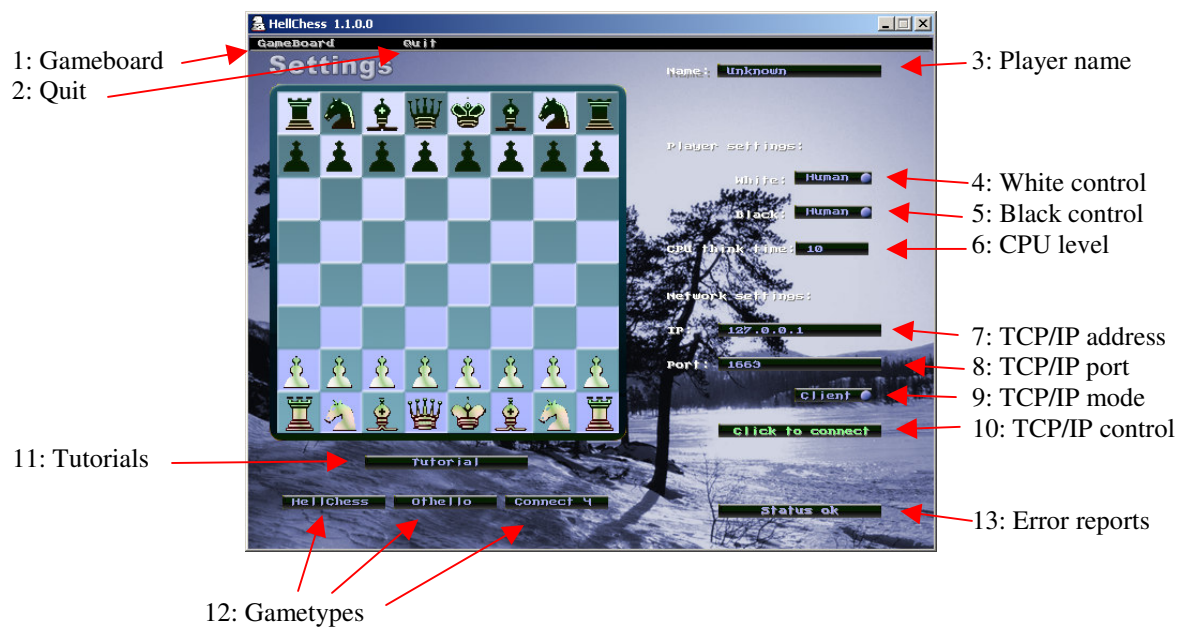 HellChess 1.1.0.0
GameBoard Quit
Settings
Name: Unknown
Player settings:
White: Human
Black: Human
CPU think time: 10
Network settings:
IP: 127.0.0.1
Port: 1663
Client
Click to connect
Tutorial
HellChess Othello Connect 4
Status ok
1: Gameboard
2: Quit
3: Player name
4: White control
5: Black control
6: CPU level
7: TCP/IP address
8: TCP/IP port
9: TCP/IP mode
10: TCP/IP control
11: Tutorials
12: Gametypes
13: Error reports